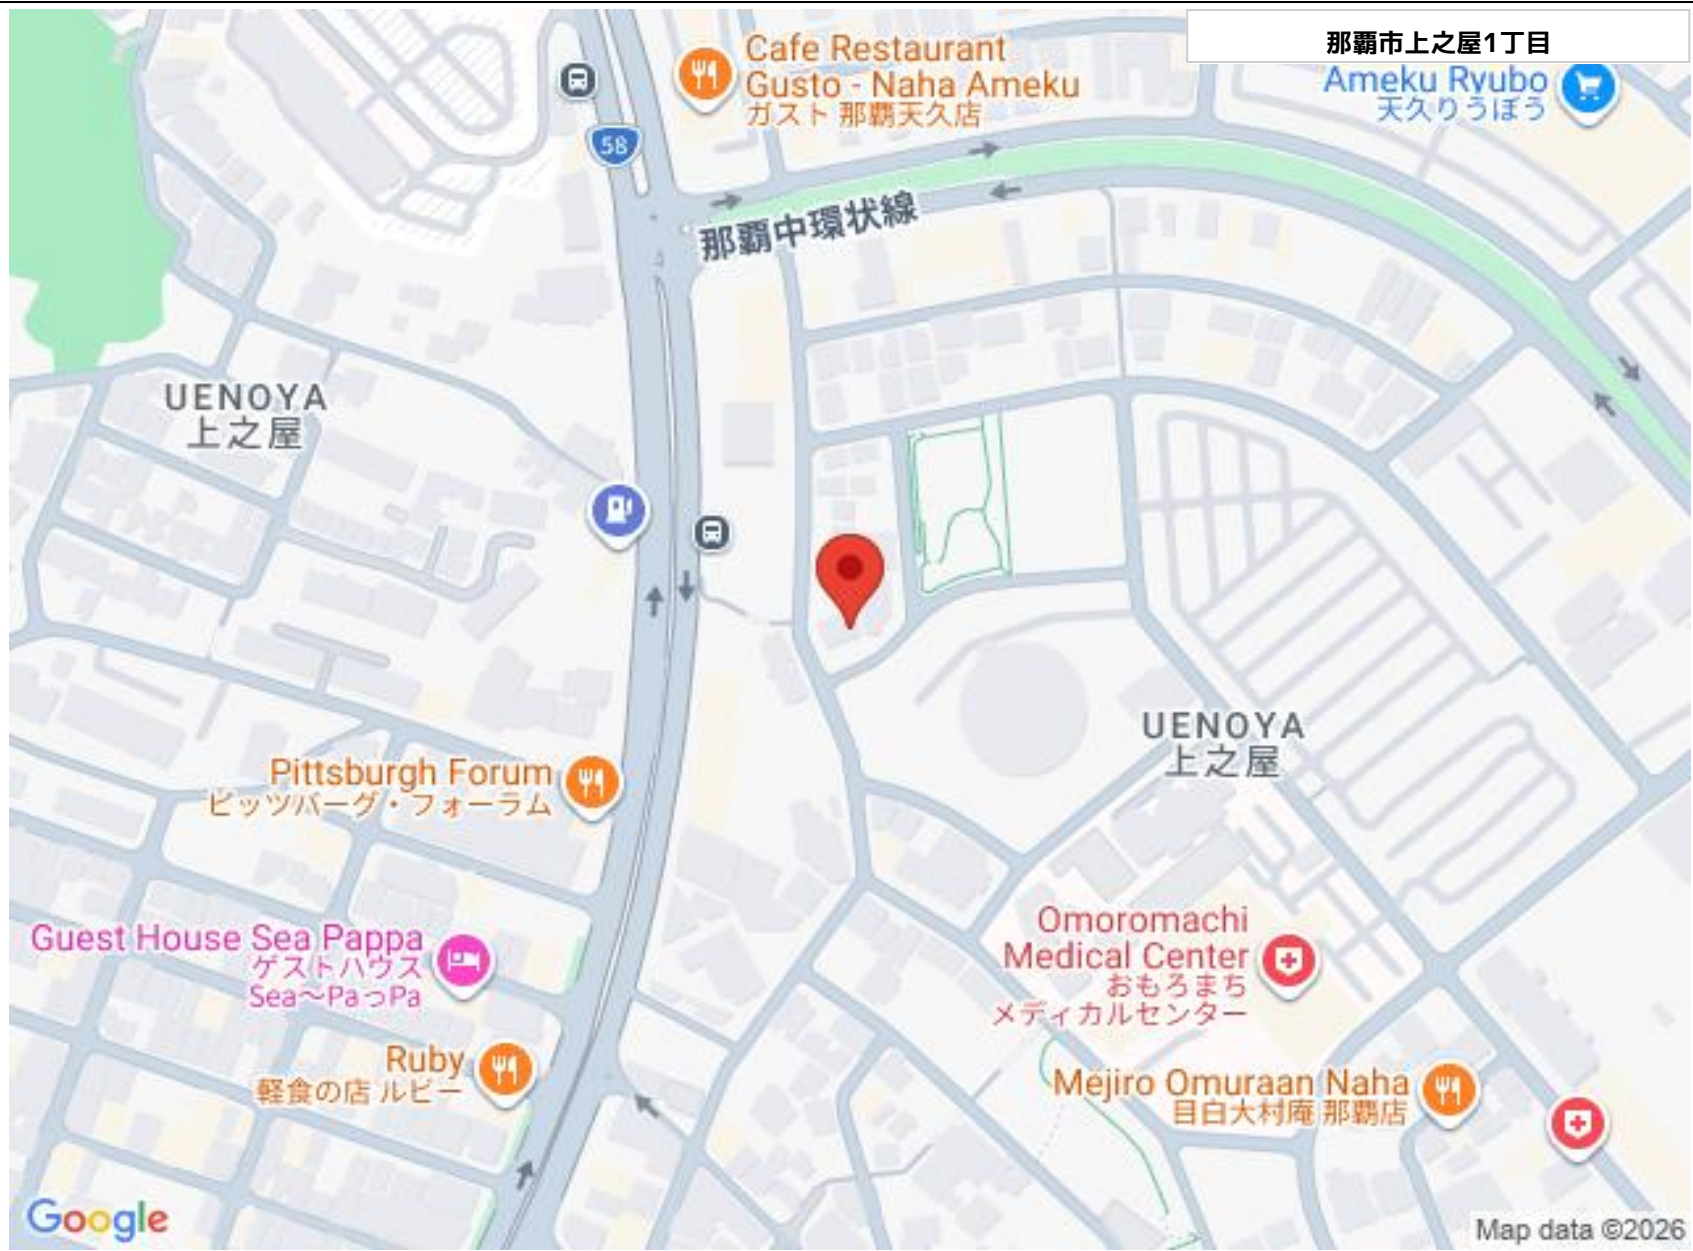 那覇市上之屋1丁目
Cafe Restaurant
Gusto - Naha Ameku
ガスト 那覇天久店
Ameku Ryubo
天久りうぼう
58
那覇中環状線
UENOYA
上之屋
UENOYA
上之屋
Pittsburgh Forum
ピッツバーグ・フォーラム
Guest House Sea Pappa
ゲストハウス
Sea〜PaっPa
Omoromachi
Medical Center
おもろまち
メディカルセンター
Ruby
軽食の店 ルビー
Mejiro Omuraan Naha
目白大村庵 那覇店
Google
Map data ©2026